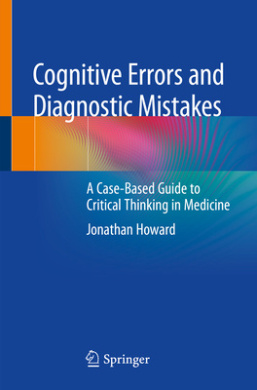 Cognitive Errors and
Diagnostic Mistakes
A Case-Based Guide to
Critical Thinking in Medicine
Jonathan Howard
Springer